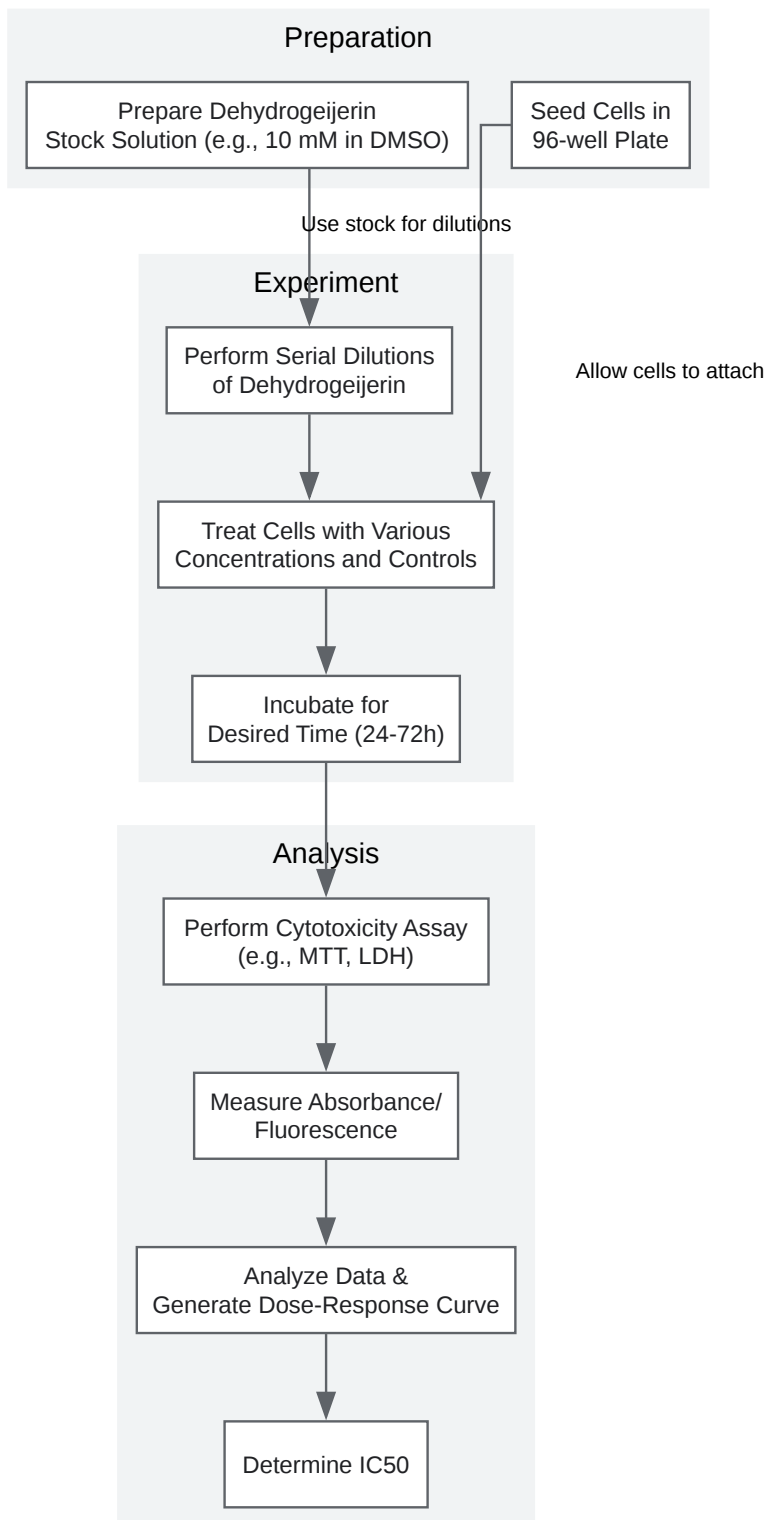 Preparation
Prepare Dehydrogeijerin
Stock Solution (e.g., 10 mM in DMSO)
Seed Cells in
96-well Plate
Use stock for dilutions
Experiment
Perform Serial Dilutions
of Dehydrogeijerin
Allow cells to attach
Treat Cells with Various
Concentrations and Controls
Incubate for
Desired Time (24-72h)
Analysis
Perform Cytotoxicity Assay
(e.g., MTT, LDH)
Measure Absorbance/
Fluorescence
Analyze Data &
Generate Dose-Response Curve
Determine IC50